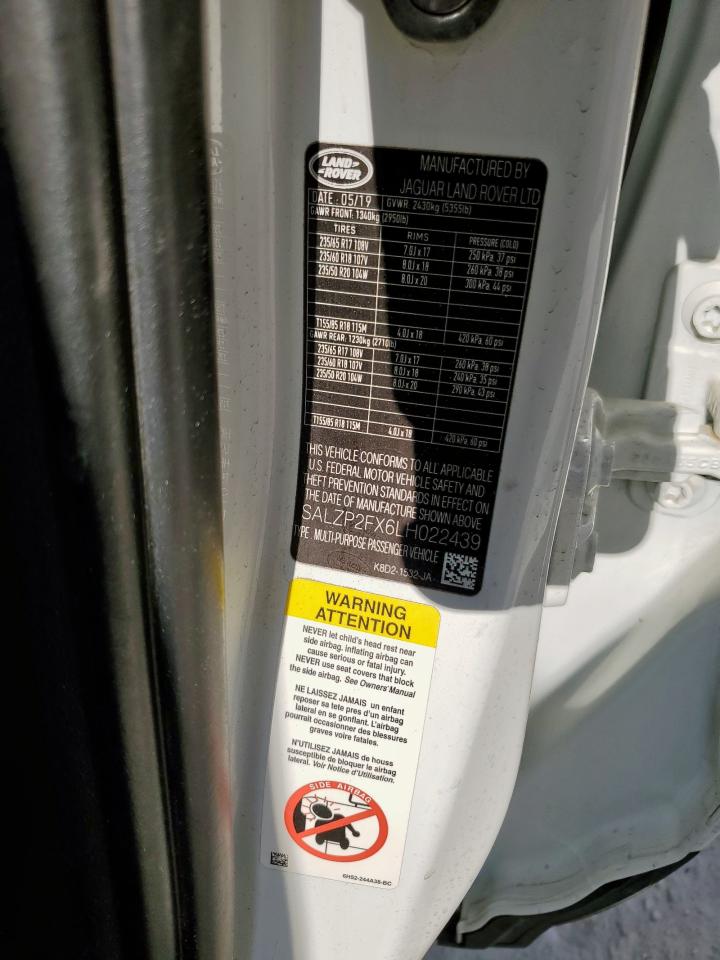 LAND ROVER
MANUFACTURED BY
JAGUAR LAND ROVER LTD
DATE : 05/19 GVWR: 2430kg (5355lb)
GAWR FRONT: 1340kg (2950lb)
TIRES RIMS PRESSURE (COLD)
235/65 R17 108V 7.0J x 17 250 kPa, 37 psi
235/60 R18 107V 8.0J x 18 260 kPa, 38 psi
235/50 R20 104W 8.0J x 20 300 kPa, 44 psi
T155/85 R18 115M 4.0J x 18 420 kPa, 60 psi
GAWR REAR: 1230kg (2710lb)
235/65 R17 108V 7.0J x 17 260 kPa, 38 psi
235/60 R18 107V 8.0J x 18 240 kPa, 35 psi
235/50 R20 104W 8.0J x 20 290 kPa, 43 psi
T155/85 R18 115M 4.0J x 18 420 kPa, 60 psi
THIS VEHICLE CONFORMS TO ALL APPLICABLE
U.S. FEDERAL MOTOR VEHICLE SAFETY AND
THEFT PREVENTION STANDARDS IN EFFECT ON
THE DATE OF MANUFACTURE SHOWN ABOVE
SALZP2FX6LH022439
TYPE: MULTI-PURPOSE PASSENGER VEHICLE
K8D2-1532-JA
WARNING
ATTENTION
NEVER let child's head rest near
side airbag. inflating airbag can
cause serious or fatal injury.
NEVER use seat covers that block
the side airbag. See Owners' Manual
NE LAISSEZ JAMAIS un enfant
reposer sa tete pres d'un airbag
lateral en se gonflant. L'airbag
pourrait occasionner des blessures
graves voire fatales.
N'UTILISEZ JAMAIS de houss
susceptible de bloquer le airbag
lateral. Voir Notice d'Utilisation.
SIDE AIRBAG
6H52-244A35-BC